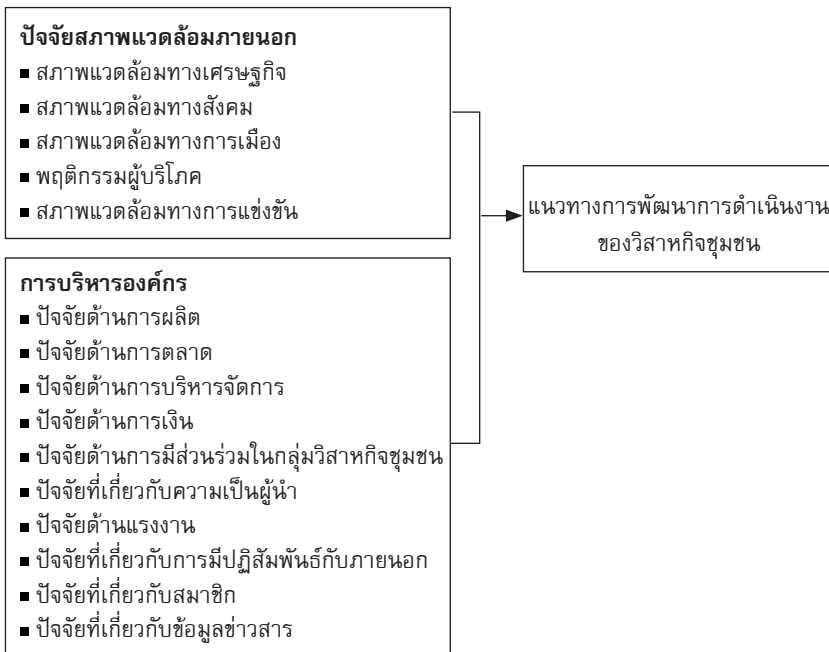 ปัจจัยสภาพแวดล้อมภายนอก
■ สภาพแวดล้อมทางเศรษฐกิจ
■ สภาพแวดล้อมทางสังคม
■ สภาพแวดล้อมทางการเมือง
■ พฤติกรรมผู้บริโภค
■ สภาพแวดล้อมทางการแข่งขัน
การบริหารองค์กร
■ ปัจจัยด้านการผลิต
■ ปัจจัยด้านการตลาด
■ ปัจจัยด้านการบริหารจัดการ
■ ปัจจัยด้านการเงิน
■ ปัจจัยด้านการมีส่วนร่วมในกลุ่มวิสาหกิจชุมชน
■ ปัจจัยที่เกี่ยวกับความเป็นผู้นำ
■ ปัจจัยด้านแรงงาน
■ ปัจจัยที่เกี่ยวกับการมีปฏิสัมพันธ์กับภายนอก
■ ปัจจัยที่เกี่ยวกับสมาชิก
■ ปัจจัยที่เกี่ยวกับข้อมูลข่าวสาร
แนวทางการพัฒนาการดำเนินงาน
ของวิสาหกิจชุมชน